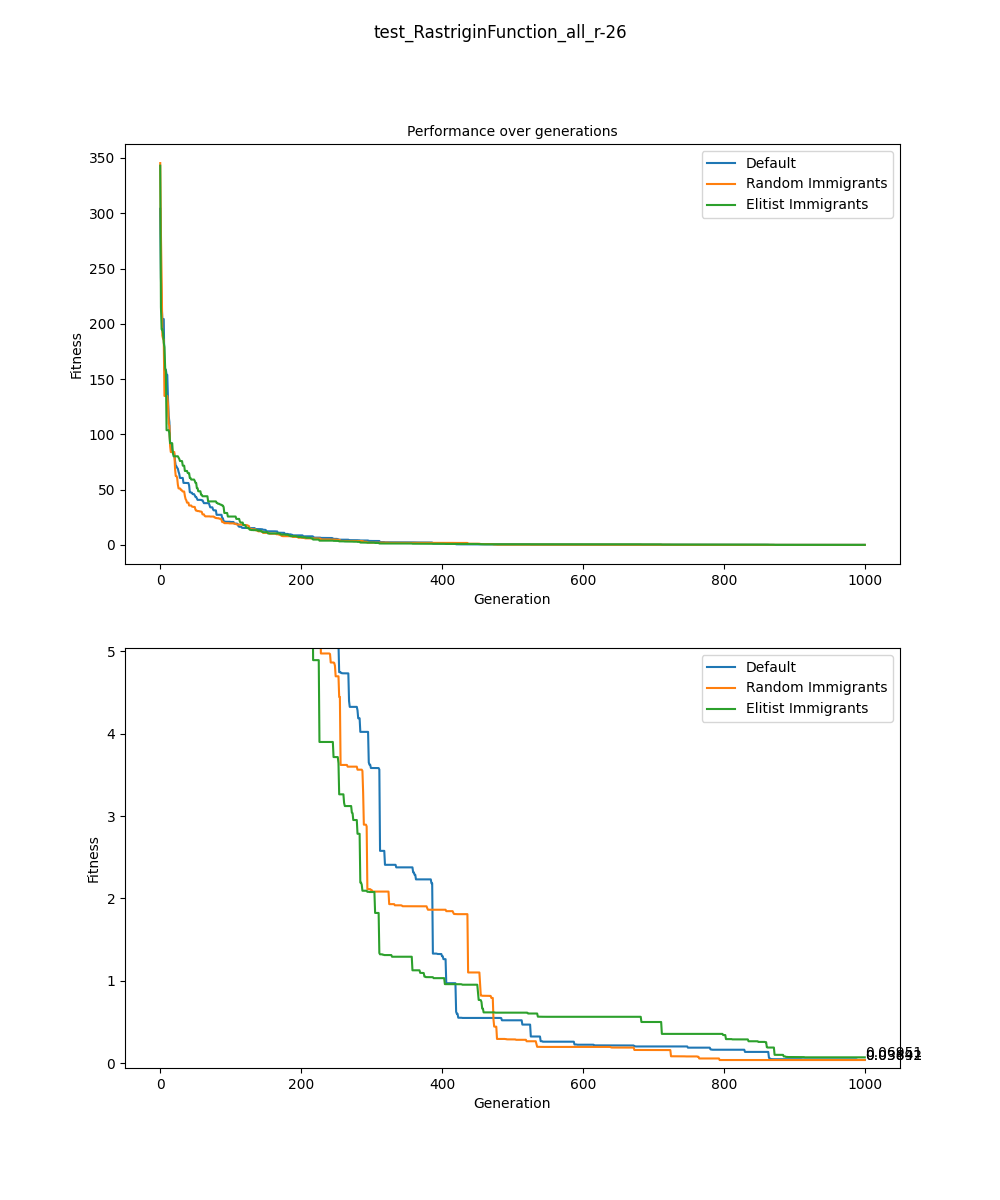 test_RastriginFunction_all_r-26
Performance over generations
350
300
250
200
150
100
50
0
Fitness
Default
Random Immigrants
Elitist Immigrants
0
200
400
600
800
1000
Generation
5
4
3
2
1
0
Fitness
Default
Random Immigrants
Elitist Immigrants
0.06851
0
200
400
600
800
1000
Generation